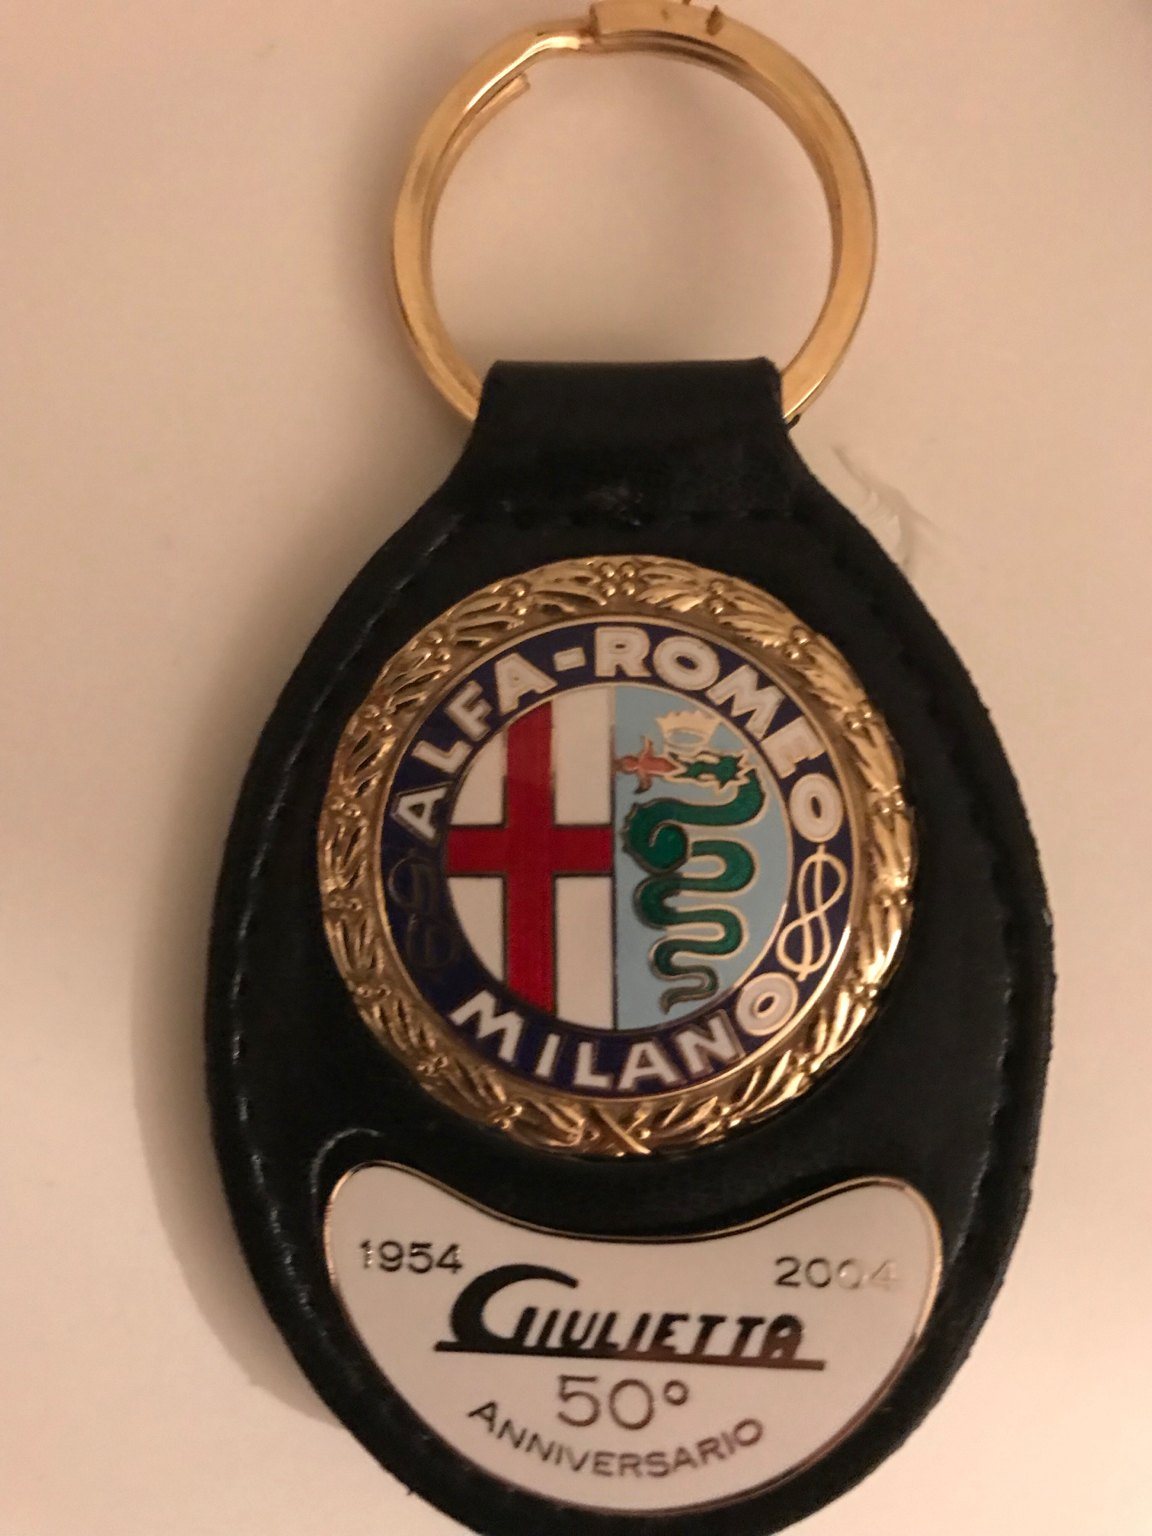 ALFA-ROMEO
MILANO
1954
2004
GIULIETTA
50°
ANNIVERSARIO